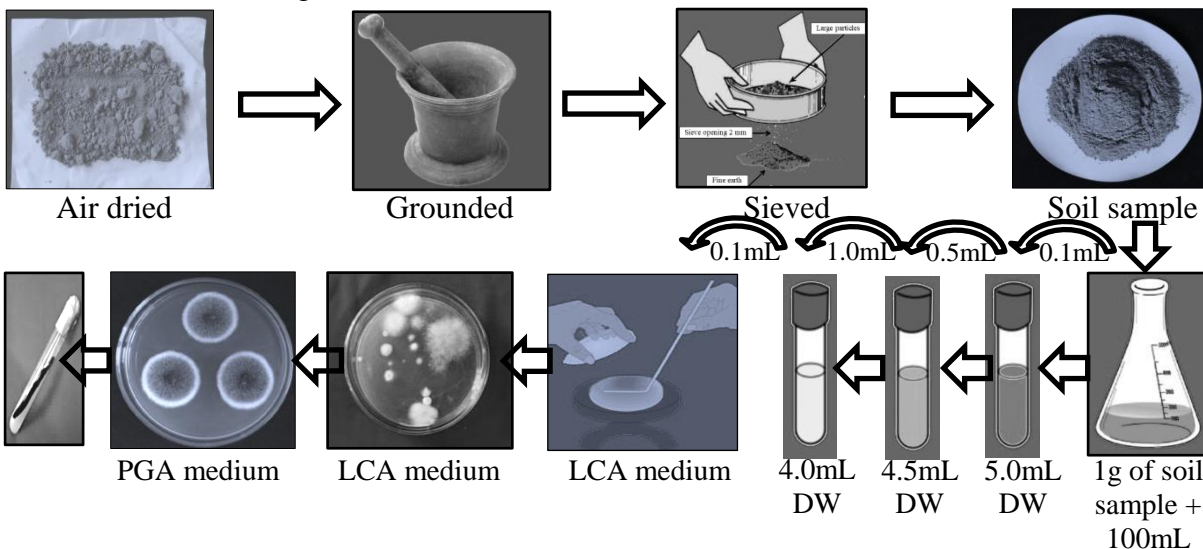 Large particles
Sieve opening 2 mm
Fine earth
Air dried
Grounded
Sieved
Soil sample
0.1mL
1.0mL
0.5mL
0.1mL
PGA medium
LCA medium
LCA medium
4.0mL
DW
4.5mL
DW
5.0mL
DW
1g of soil
sample +
100mL